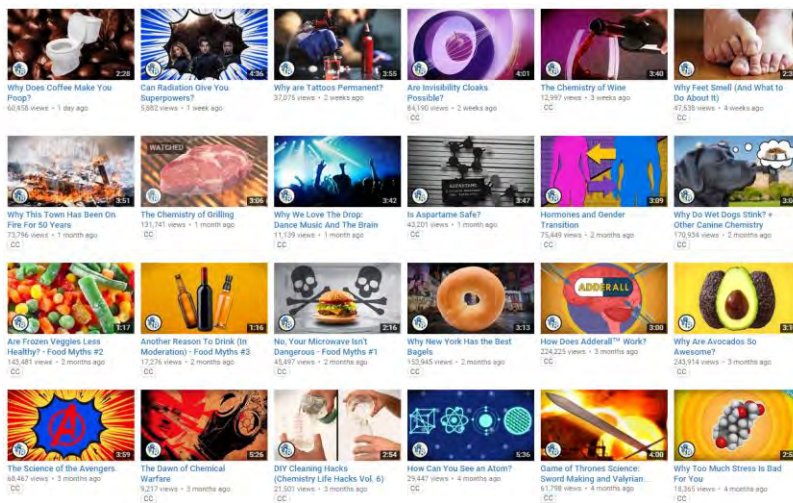 2:28
4:36
3:55
4:01
3:40
Why Does Coffee Make You
Poop?
60,458 views • 1 day ago
Can Radiation Give You
Superpowers?
5,882 views • 1 week ago
Why are Tattoos Permanent?
37,075 views • 2 weeks ago
Are Invisibility Cloaks
Possible?
84,190 views • 2 weeks ago
CC
The Chemistry of Wine
12,997 views • 3 weeks ago
CC
Why Feet Smell (And What to
Do About It)
47,538 views • 4 weeks ago
CC
3:51
WATCHED
3:06
3:42
3:47
3:09
Why This Town Has Been On
Fire For 50 Years
73,796 views • 1 month ago
CC
The Chemistry of Grilling
131,741 views • 1 month ago
CC
Why We Love The Drop:
Dance Music And The Brain
11,139 views • 1 month ago
CC
Is Aspartame Safe?
43,201 views • 1 month ago
CC
Hormones and Gender
Transition
75,449 views • 2 months ago
CC
Why Do Wet Dogs Stink? +
Other Canine Chemistry
170,934 views • 2 months ago
CC
1:17
1:16
2:16
3:13
ADDERALL
3:00
Are Frozen Veggies Less
Healthy? - Food Myths #2
143,481 views • 2 months ago
CC
Another Reason To Drink (In
Moderation) - Food Myths #3
17,276 views • 2 months ago
CC
No, Your Microwave Isn't
Dangerous - Food Myths #1
45,497 views • 2 months ago
CC
Why New York Has the Best
Bagels
153,945 views • 2 months ago
CC
How Does Adderall™ Work?
224,225 views • 3 months ago
CC
Why Are Avocados So
Awesome?
243,914 views • 3 months ago
CC
3:59
5:26
2:54
5:36
4:00
The Science of the Avengers
68,467 views • 3 months ago
CC
The Dawn of Chemical
Warfare
9,217 views • 3 months ago
CC
DIY Cleaning Hacks
(Chemistry Life Hacks Vol. 6)
21,501 views • 3 months ago
CC
How Can You See an Atom?
29,447 views • 4 months ago
CC
Game of Thrones Science:
Sword Making and Valyrian...
61,798 views • 4 months ago
CC
Why Too Much Stress Is Bad
For You
18,365 views • 4 months ago
CC